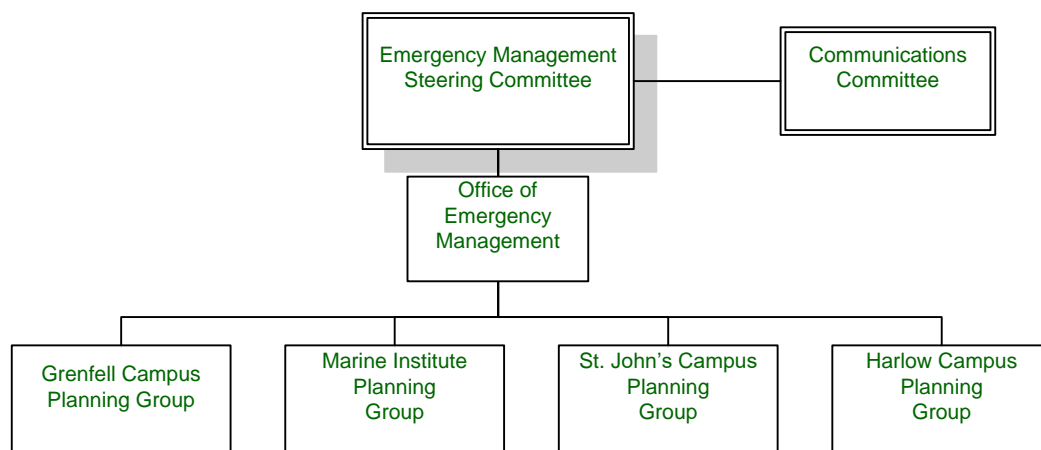 Emergency Management
Steering Committee
Communications
Committee
Office of
Emergency
Management
Grenfell Campus
Planning Group
Marine Institute
Planning
Group
St. John’s Campus
Planning
Group
Harlow Campus
Planning
Group